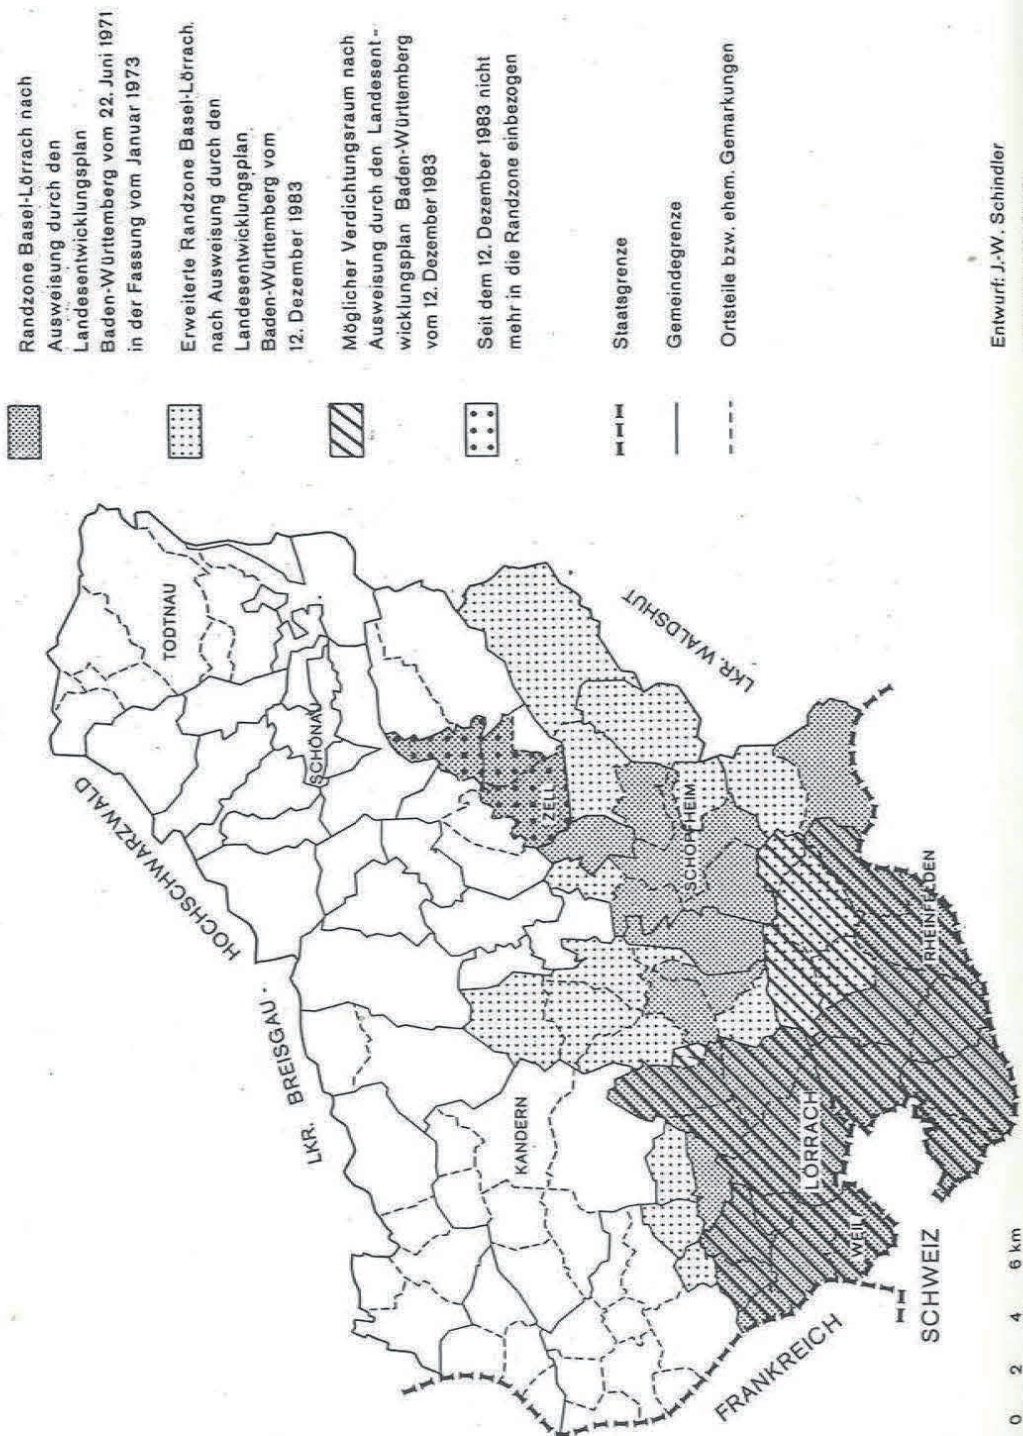 Randzone Basel-Lörrach nach
Ausweisung durch den
Landesentwicklungsplan
Baden-Württemberg vom 22. Juni 1971
in der Fassung vom Januar 1973
Erweiterte Randzone Basel-Lörrach.
nach Ausweisung durch den
Landesentwicklungsplan
Baden-Württemberg vom
12. Dezember 1983
Möglicher Verdichtungsraum nach
Ausweisung durch den Landesent-
wicklungsplan Baden-Württemberg
vom 12. Dezember 1983
Seit dem 12. Dezember 1983 nicht
mehr in die Randzone einbezogen
Staatsgrenze
Gemeindegrenze
Ortsteile bzw. ehem. Gemarkungen
Entwurf: J.-W. Schindler
TODTNAU
SCHÖNAU
HOCHSCHWARZWALD
LKR. BREISGAU-
LKR. WALDSHUT
ZELL
SCHOPFHEIM
KANDERN
RHEINFELDEN
LÖRRACH
WEIL
SCHWEIZ
FRANKREICH
0 2 4 6 km